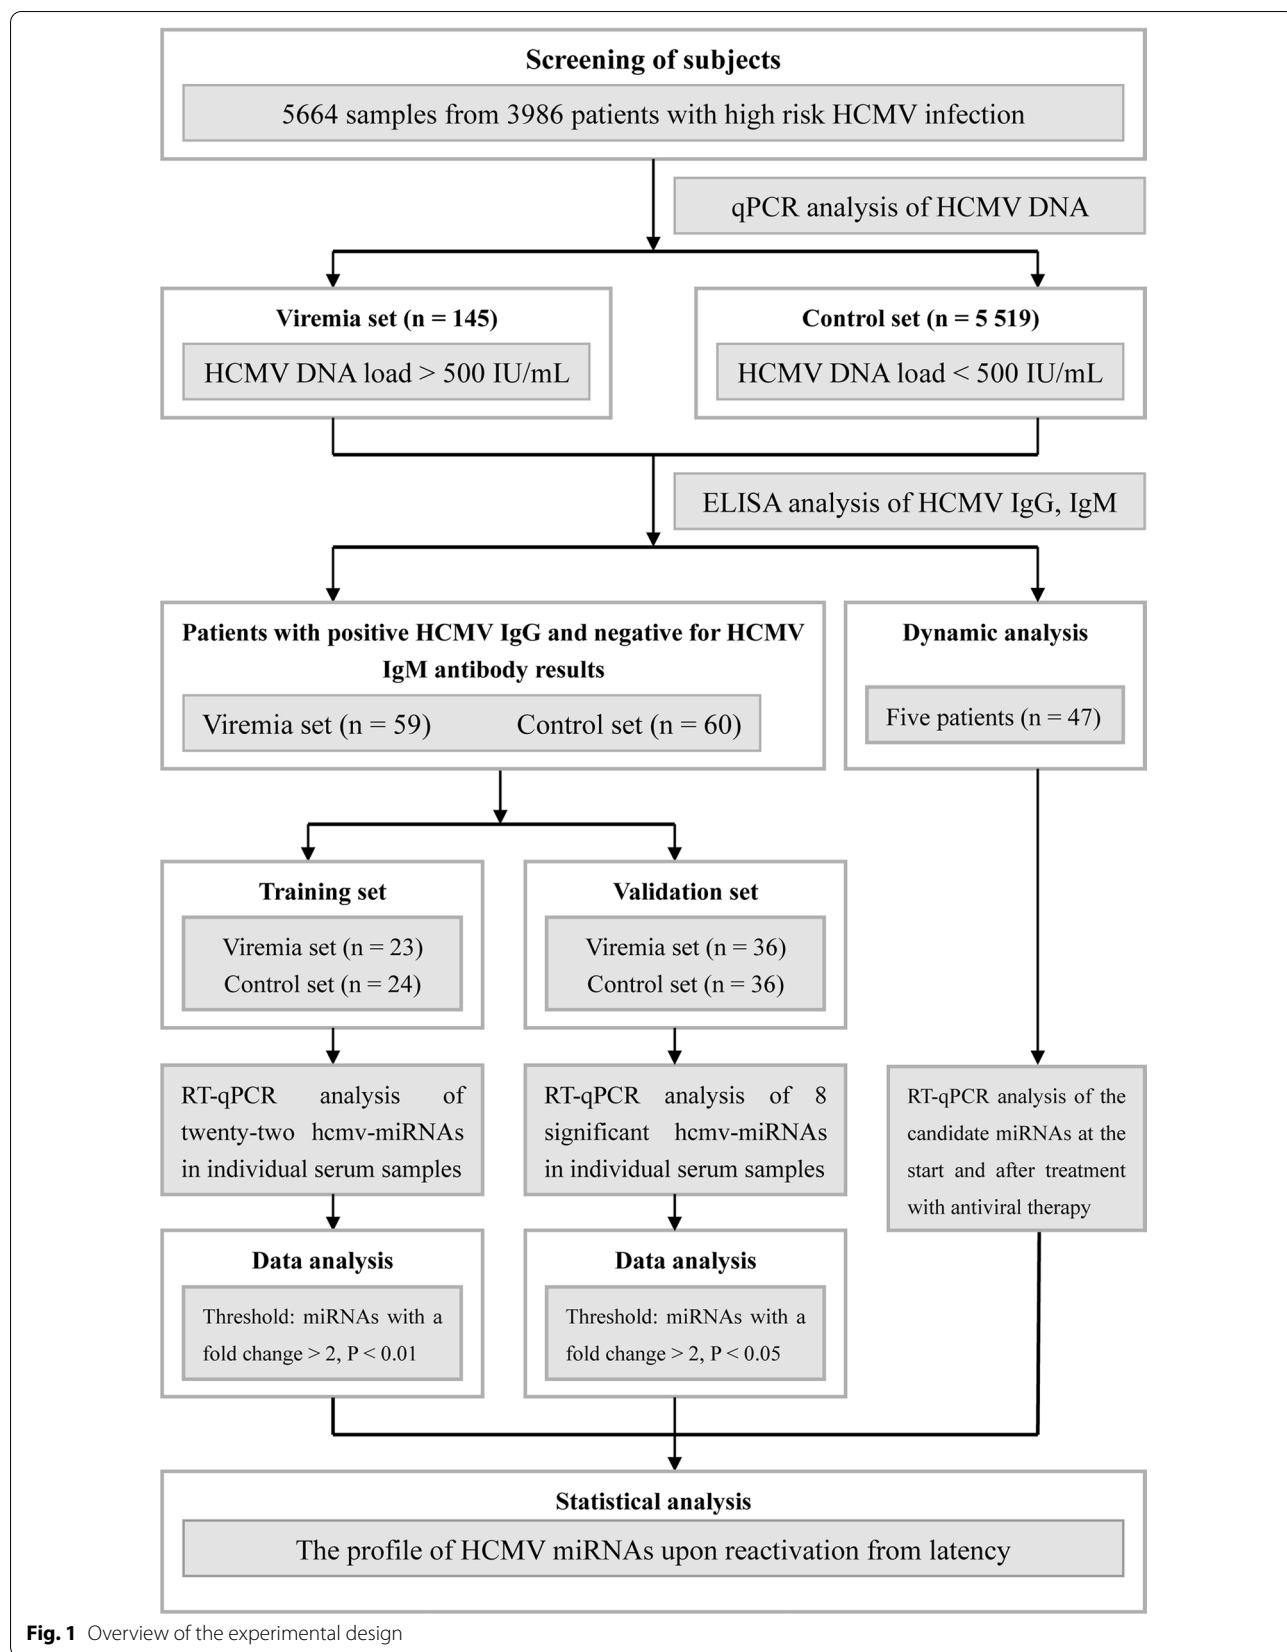 Screening of subjects
5664 samples from 3986 patients with high risk HCMV infection
qPCR analysis of HCMV DNA
Viremia set (n = 145)
HCMV DNA load > 500 IU/mL
Control set (n = 5 519)
HCMV DNA load < 500 IU/mL
ELISA analysis of HCMV IgG, IgM
Patients with positive HCMV IgG and negative for HCMV
IgM antibody results
Viremia set (n = 59) Control set (n = 60)
Dynamic analysis
Five patients (n = 47)
Training set
Viremia set (n = 23)
Control set (n = 24)
Validation set
Viremia set (n = 36)
Control set (n = 36)
RT-qPCR analysis of
twenty-two hcmv-miRNAs
in individual serum samples
RT-qPCR analysis of 8
significant hcmv-miRNAs
in individual serum samples
RT-qPCR analysis of the
candidate miRNAs at the
start and after treatment
with antiviral therapy
Data analysis
Threshold: miRNAs with a
fold change > 2, P < 0.01
Data analysis
Threshold: miRNAs with a
fold change > 2, P < 0.05
Statistical analysis
The profile of HCMV miRNAs upon reactivation from latency
Fig. 1 Overview of the experimental design